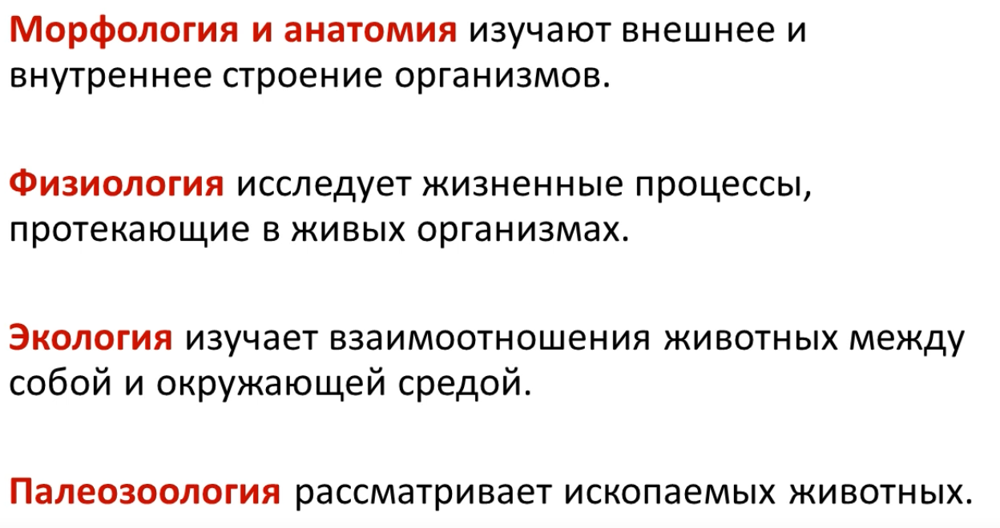 Морфология и анатомия изучают внешнее и
внутреннее строение организмов.
Физиология исследует жизненные процессы,
протекающие в живых организмах.
Экология изучает взаимоотношения животных между
собой и окружающей средой.
Палеозоология рассматривает ископаемых животных.